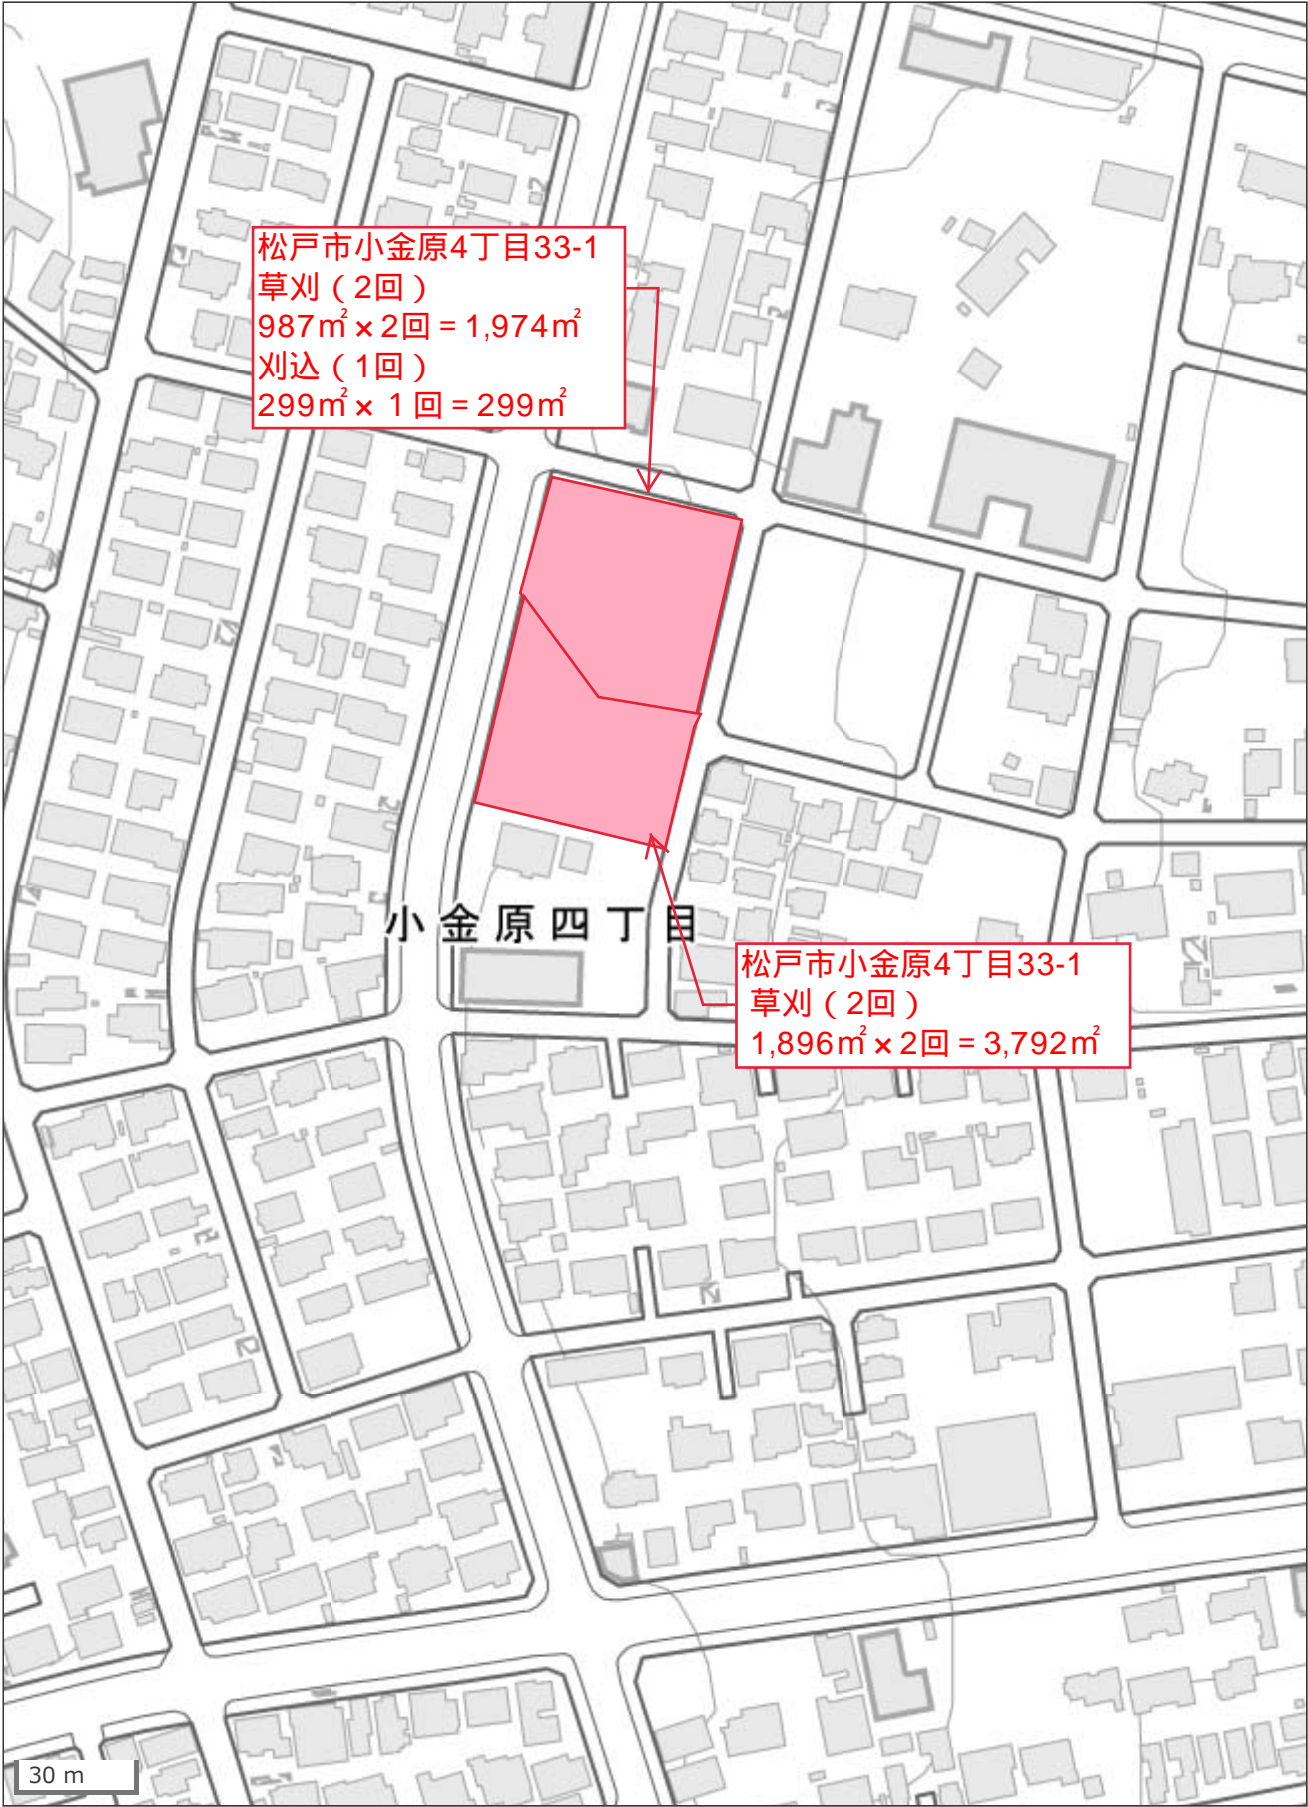 松戸市小金原4丁目33-1
草刈（2回）
987㎡×2回＝1,974㎡
刈込（1回）
299㎡× 1 回＝299㎡
小金原四丁目
松戸市小金原4丁目33-1
草刈（2回）
1,896㎡×2回＝3,792㎡
30 m